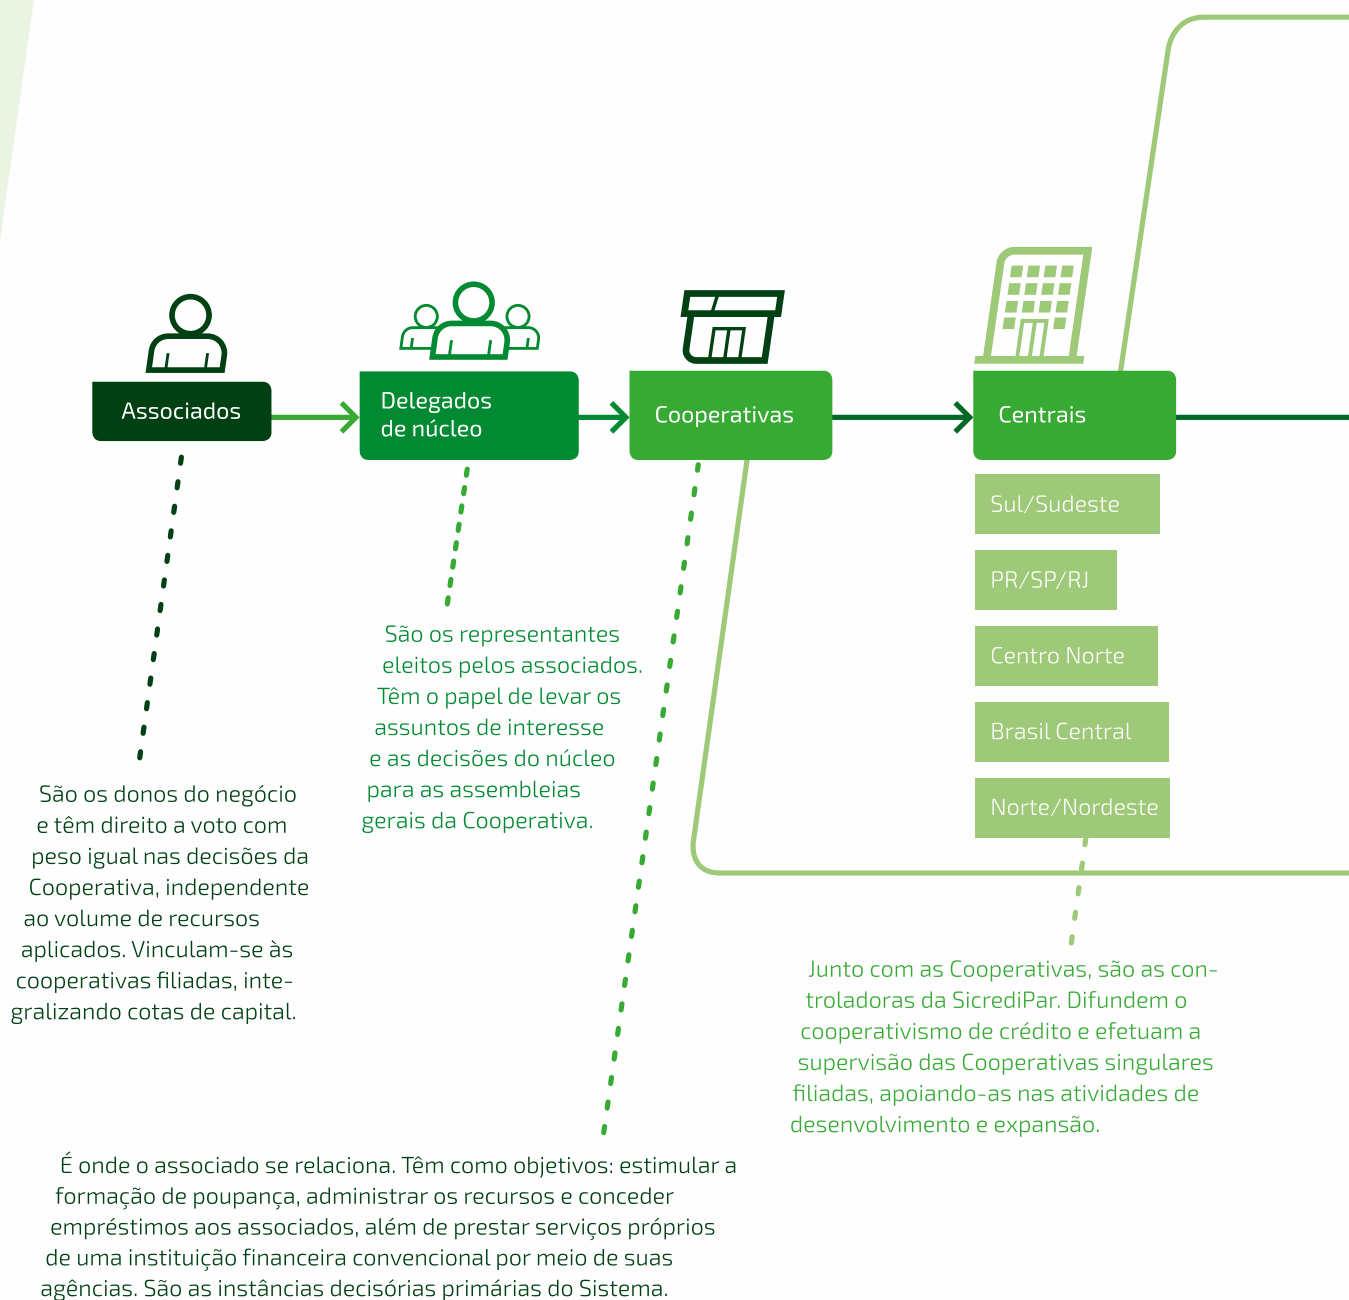 Associados
Delegados
de núcleo
Cooperativas
Centrais
Sul/Sudeste
PR/SP/RJ
Centro Norte
Brasil Central
Norte/Nordeste
São os donos do negócio
e têm direito a voto com
peso igual nas decisões da
Cooperativa, independente
ao volume de recursos
aplicados. Vinculam-se às
cooperativas filiadas, inte-
gralizando cotas de capital.
São os representantes
eleitos pelos associados.
Têm o papel de levar os
assuntos de interesse
e as decisões do núcleo
para as assembleias
gerais da Cooperativa.
É onde o associado se relaciona. Têm como objetivos: estimular a
formação de poupança, administrar os recursos e conceder
empréstimos aos associados, além de prestar serviços próprios
de uma instituição financeira convencional por meio de suas
agências. São as instâncias decisórias primárias do Sistema.
Junto com as Cooperativas, são as con-
troladoras da SicrediPar. Difundem o
cooperativismo de crédito e efetuam a
supervisão das Cooperativas singulares
filiadas, apoiando-as nas atividades de
desenvolvimento e expansão.